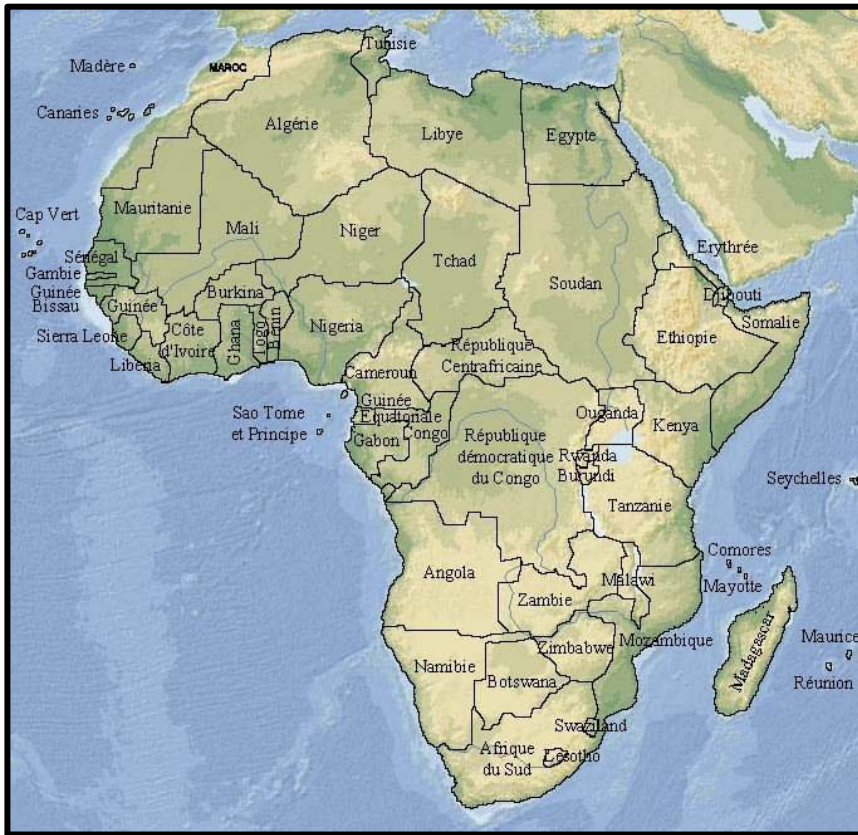 Tunisie
Madère
MAROC
Canaries
Algérie
Libye
Egypte
Mauritanie
Cap Vert
Mali
Niger
Tchad
Soudan
Erythrée
Sénégal
Gambie
Guinée
Bissau
Guinée
Burkina
Djibouti
Somalie
Ethiopie
Sierra Leone
Liberia
Côte
d'Ivoire
Ghana
Togo
Bénin
Nigeria
République
Centrafricaine
Cameroun
Guinée
Equatoriale
Sao Tome
et Principe
Gabon
Congo
République
démocratique
du Congo
Ouganda
Kenya
Rwanda
Burundi
Tanzanie
Seychelles
Comores
Mayotte
Angola
Zambie
Malawi
Mozambique
Madagascar
Maurice
Réunion
Zimbabwe
Namibie
Botswana
Swaziland
Afrique
du Sud
Lesotho